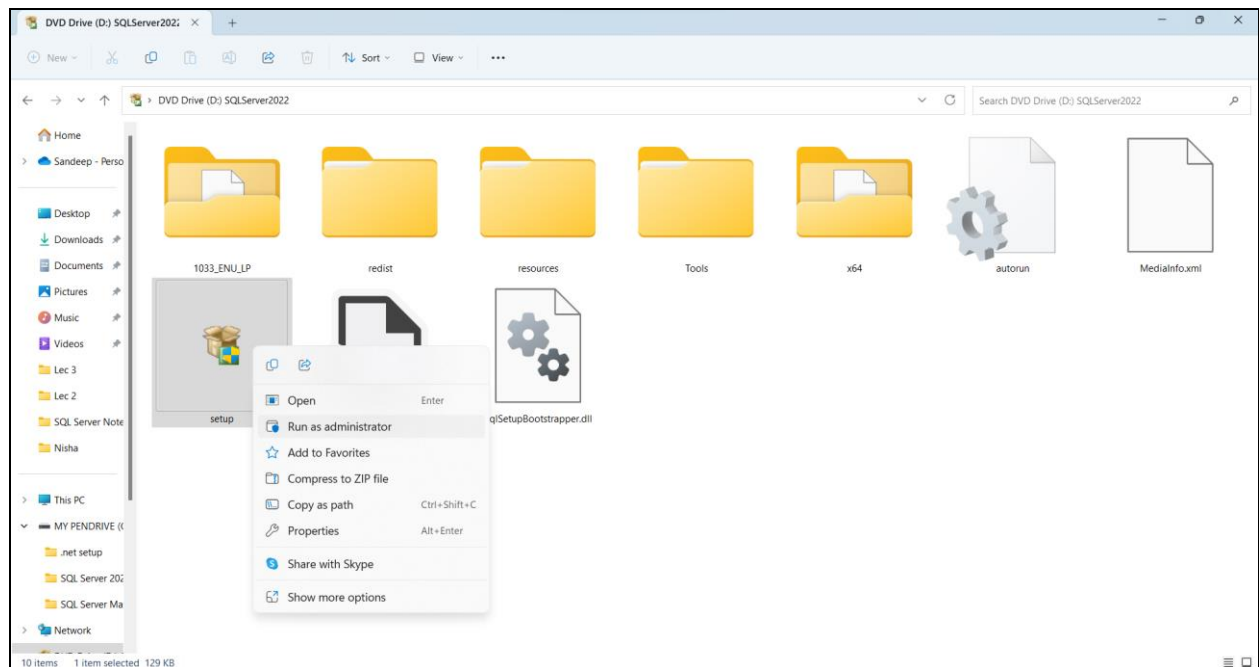 DVD Drive (D:) SQLServer2022
New
Sort
View
DVD Drive (D:) SQLServer2022
Search DVD Drive (D:) SQLServer2022
Home
Sandeep - Perso
Desktop
Downloads
Documents
Pictures
Music
Videos
Lec 3
Lec 2
SQL Server Note
Nisha
This PC
MY PENDRIVE (
.net setup
SQL Server 202
SQL Server Ma
Network
1033_ENU_LP
redist
resources
Tools
x64
autorun
MediaInfo.xml
setup
qlSetupBootstrapper.dll
Open Enter
Run as administrator
Add to Favorites
Compress to ZIP file
Copy as path Ctrl+Shift+C
Properties Alt+Enter
Share with Skype
Show more options
10 items 1 item selected 129 KB